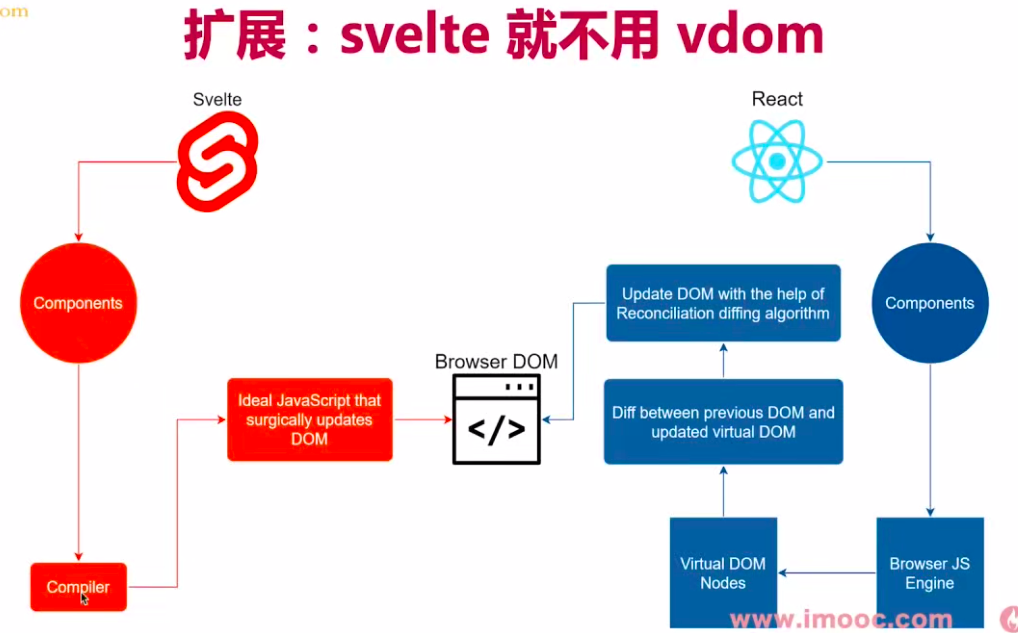 om
扩展：svelte 就不用 vdom
Svelte
React
Components
Update DOM with the help of
Reconciliation diffing algorithm
Components
Browser DOM
Ideal JavaScript that
surgically updates
DOM
</>
Diff between previous DOM and
updated virtual DOM
Compiler
Virtual DOM
Nodes
Browser JS
Engine
www.imooc.com